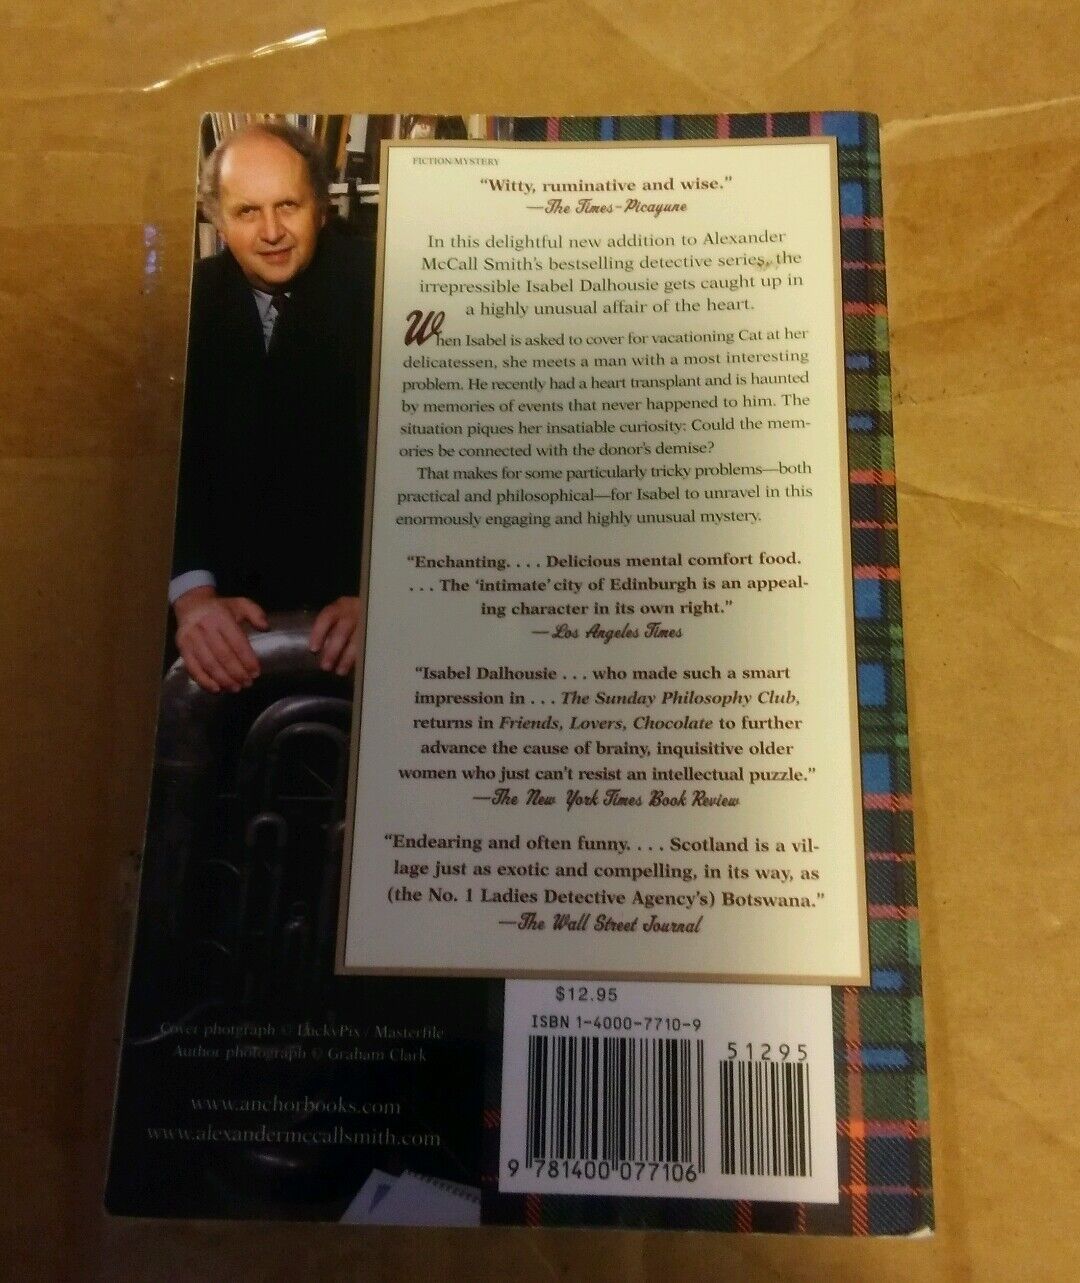 FICTION/MYSTERY
“Witty, ruminative and wise.”
—The Times-Picayune
In this delightful new addition to Alexander
McCall Smith’s bestselling detective series, the
irrepressible Isabel Dalhousie gets caught up in
a highly unusual affair of the heart.
When Isabel is asked to cover for vacationing Cat at her
delicatessen, she meets a man with a most interesting
problem. He recently had a heart transplant and is haunted
by memories of events that never happened to him. The
situation piques her insatiable curiosity: Could the mem-
ories be connected with the donor’s demise?
That makes for some particularly tricky problems—both
practical and philosophical—for Isabel to unravel in this
enormously engaging and highly unusual mystery.
“Enchanting. . . . Delicious mental comfort food.
. . . The ‘intimate’ city of Edinburgh is an appeal-
ing character in its own right.”
—Los Angeles Times
“Isabel Dalhousie . . . who made such a smart
impression in . . . The Sunday Philosophy Club,
returns in Friends, Lovers, Chocolate to further
advance the cause of brainy, inquisitive older
women who just can’t resist an intellectual puzzle.”
—The New York Times Book Review
“Endearing and often funny. . . . Scotland is a vil-
lage just as exotic and compelling, in its way, as
(the No. 1 Ladies Detective Agency’s) Botswana.”
—The Wall Street Journal
Cover photgraph © LuckyPix / Masterfile
Author photograph © Graham Clark
www.anchorbooks.com
www.alexandermccallsmith.com
$12.95
ISBN 1-4000-7710-9
51295
9 781400 077106